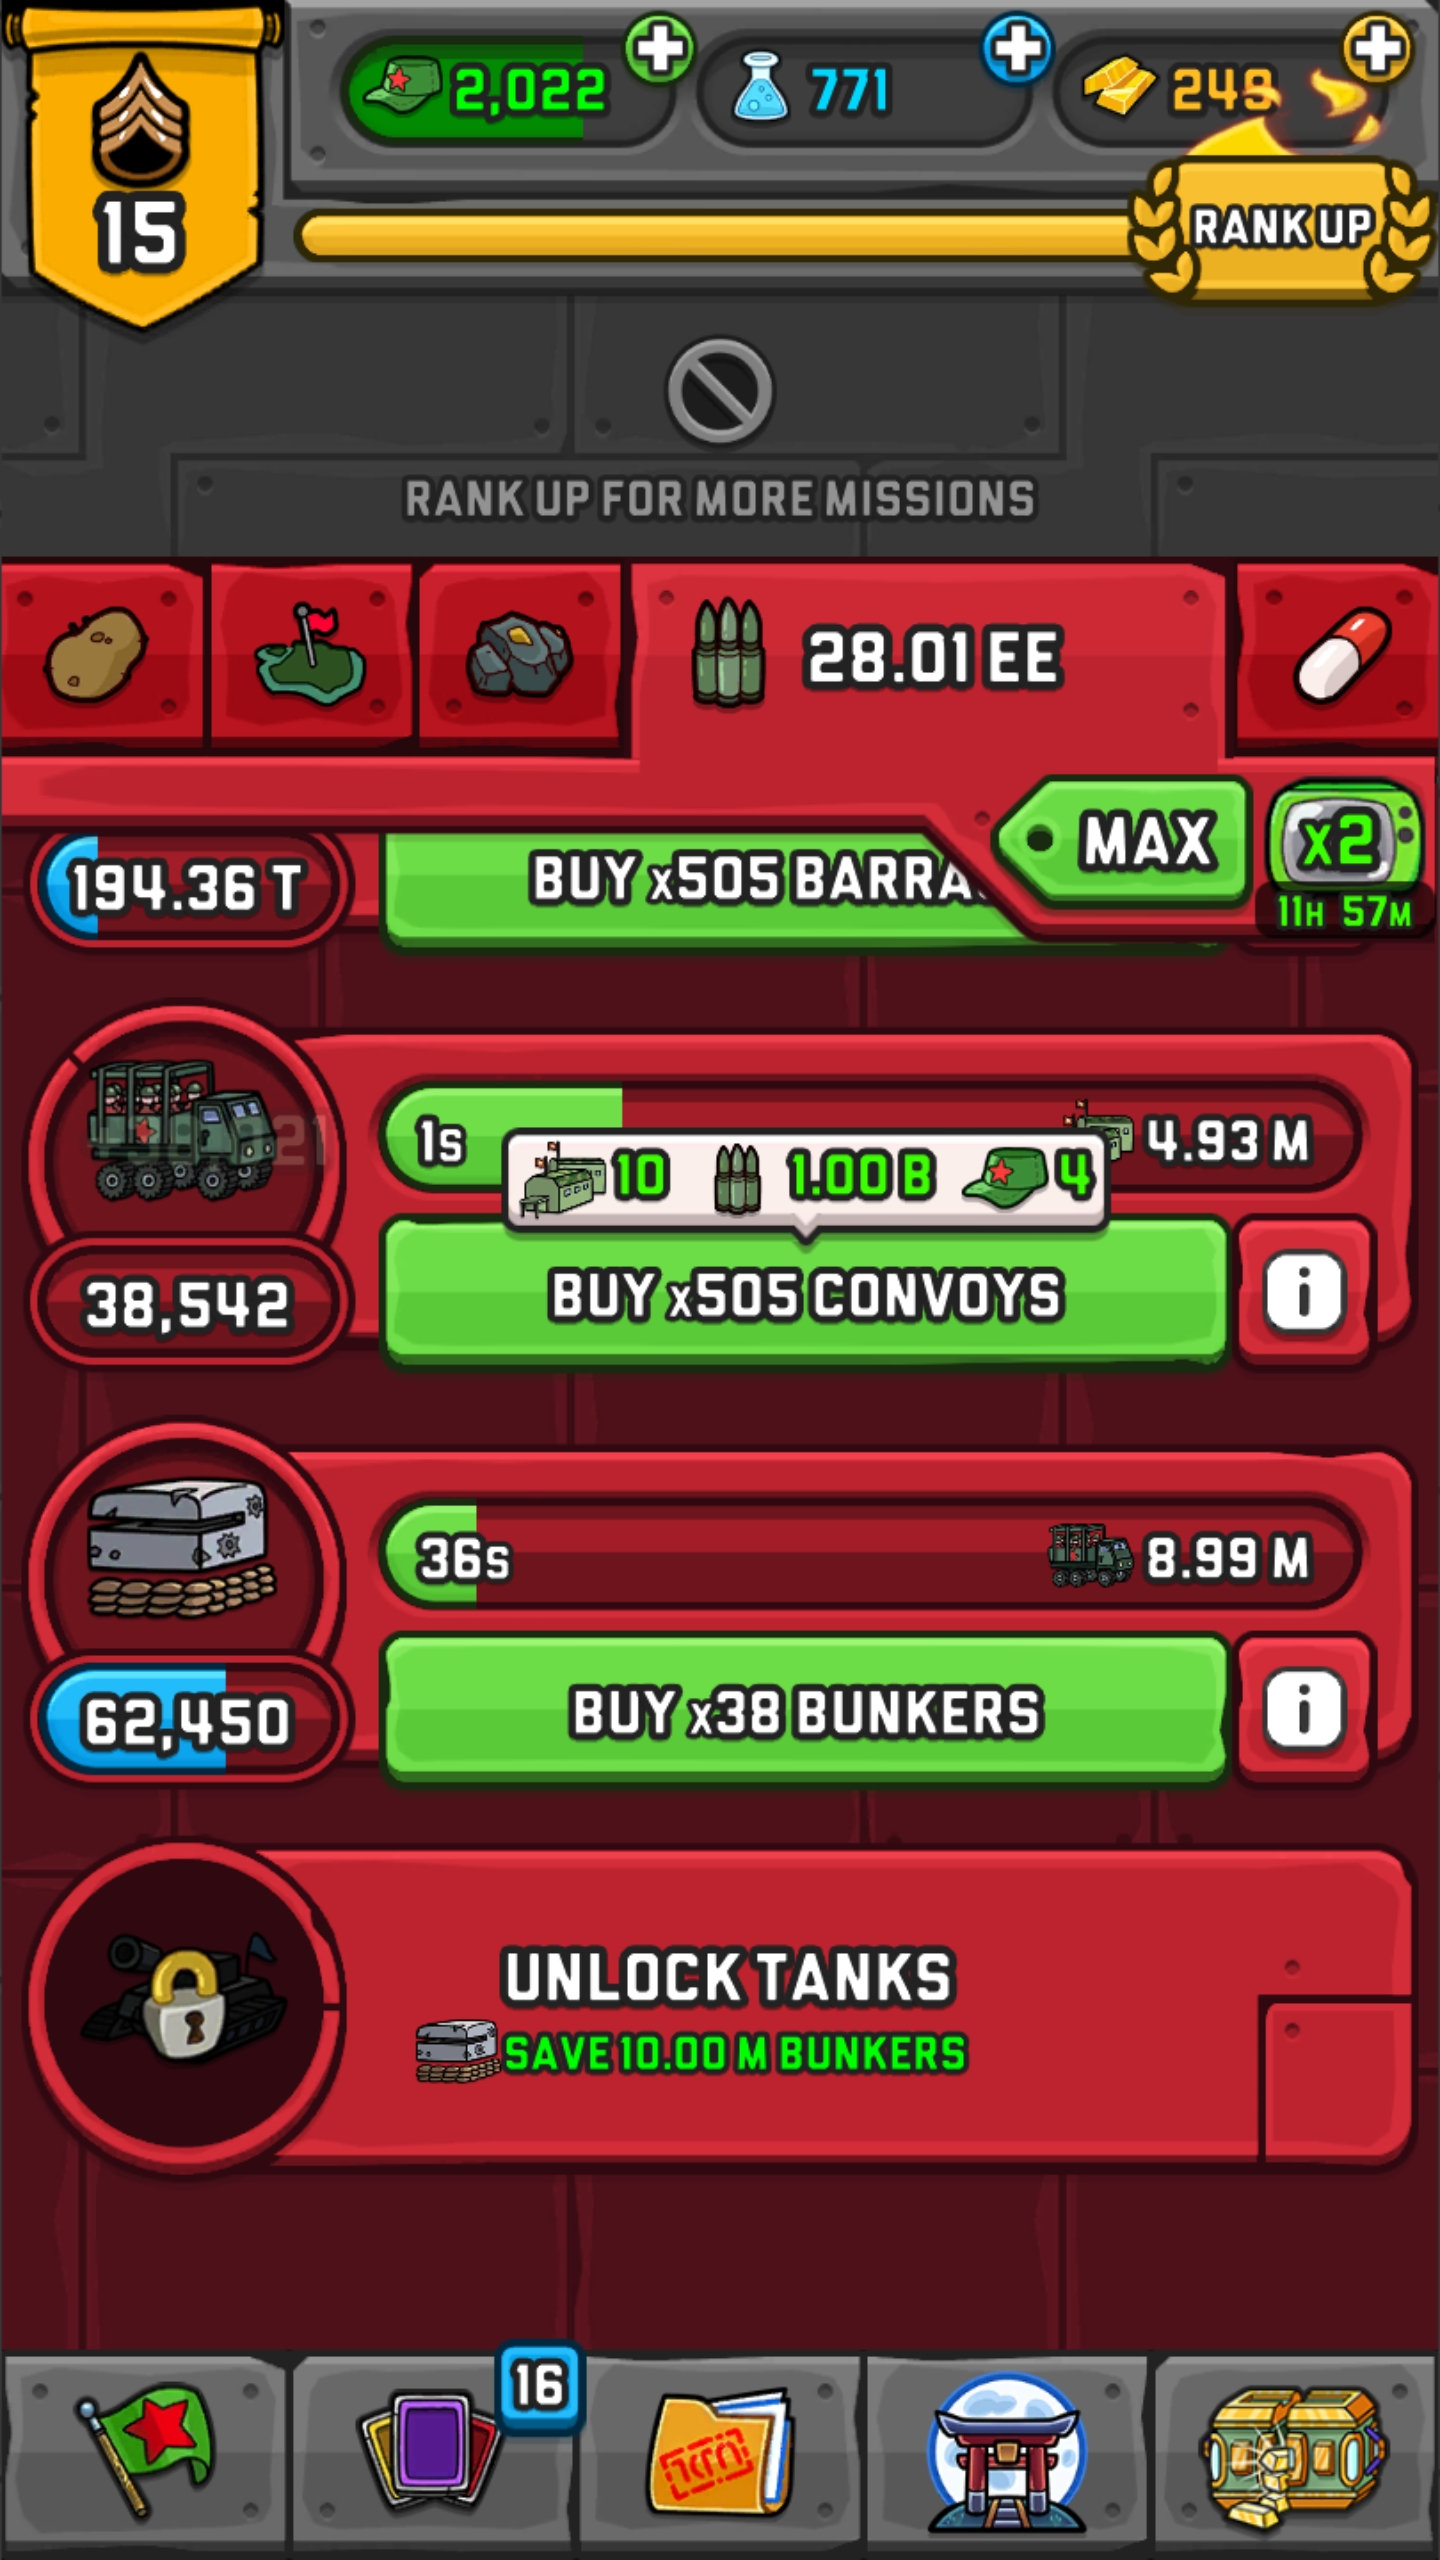 2,022
771
249
15
RANK UP
RANK UP FOR MORE MISSIONS
28.01 EE
MAX
x2
11H 57M
194.36 T
BUY x505
1s
4.93 M
10
1.00 B
4
38,542
BUY x505 CONVOYS
i
36s
8.99 M
62,450
BUY x38 BUNKERS
i
UNLOCK TANKS
SAVE 10.00 M BUNKERS
16